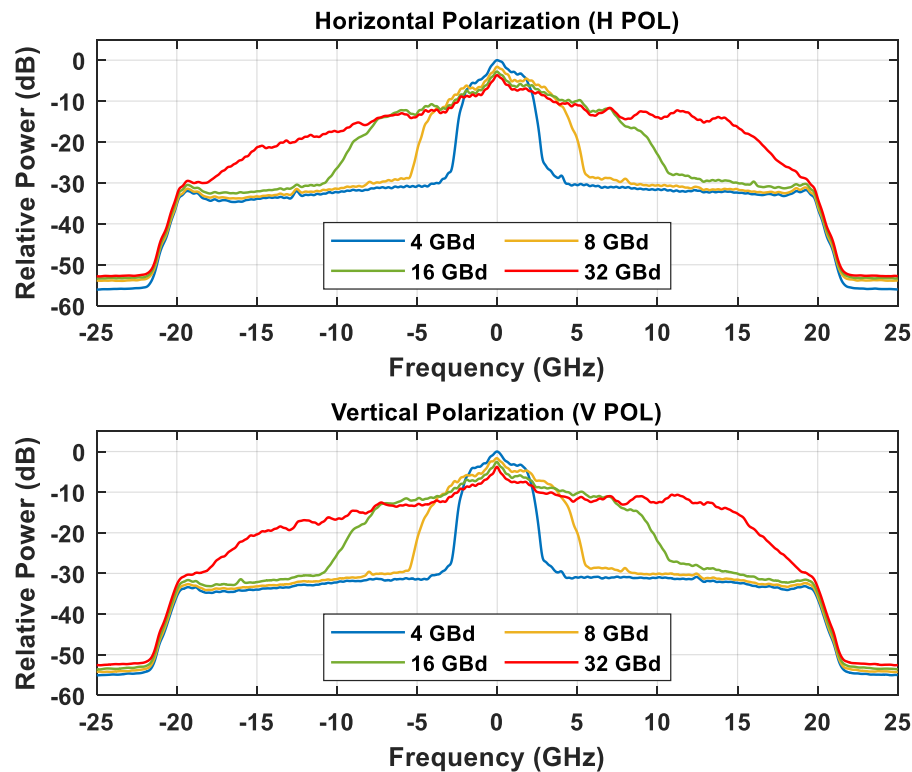 Horizontal Polarization (H POL)
Relative Power (dB)
0
-10
-20
-30
-40
-50
-60
4 GBd 8 GBd
16 GBd 32 GBd
-25 -20 -15 -10 -5 0 5 10 15 20 25
Frequency (GHz)
Vertical Polarization (V POL)
Relative Power (dB)
0
-10
-20
-30
-40
-50
-60
4 GBd 8 GBd
16 GBd 32 GBd
-25 -20 -15 -10 -5 0 5 10 15 20 25
Frequency (GHz)